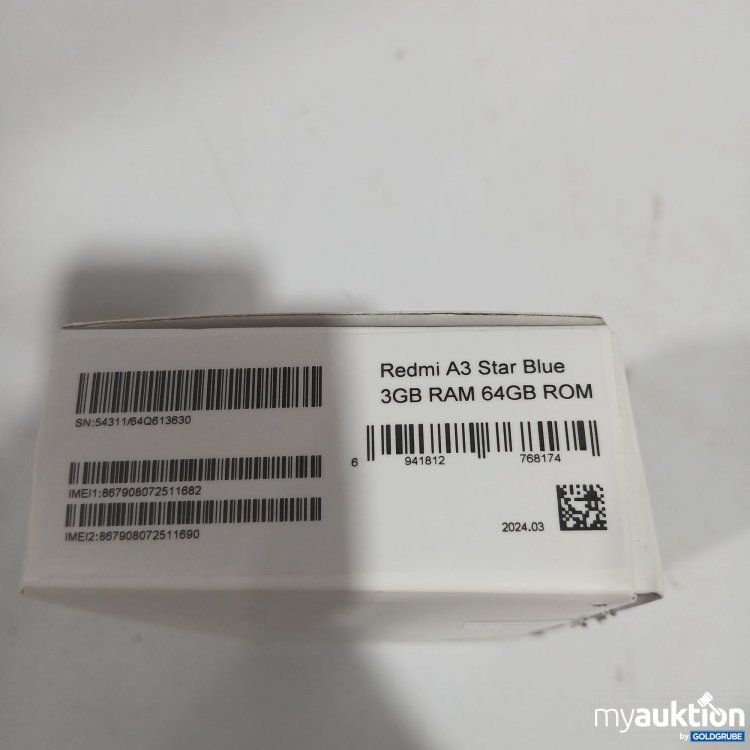 Redmi A3 Star Blue
3GB RAM 64GB ROM
SN:54311/64Q613630
6 941812 768174
IMEI1:867908072511682
IMEI2:867908072511690
2024.03
myauktion
by GOLDGRUBE